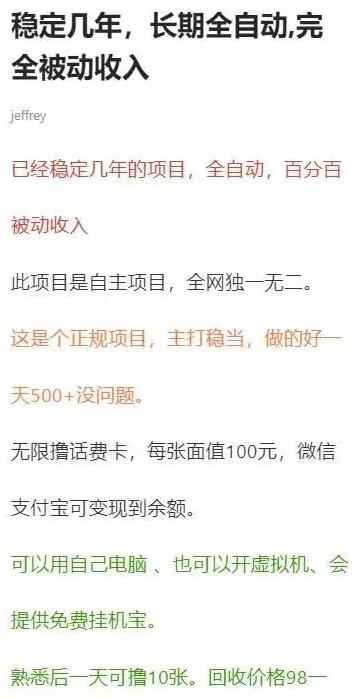 稳定几年，长期全自动,完
全被动收入
jeffrey
已经稳定几年的项目，全自动，百分百
被动收入
此项目是自主项目，全网独一无二。
这是个正规项目，主打稳当，做的好一
天500+没问题。
无限撸话费卡，每张面值100元，微信
支付宝可变现到余额。
可以用自己电脑 、也可以开虚拟机、会
提供免费挂机宝。
熟悉后一天可撸10张。回收价格98一